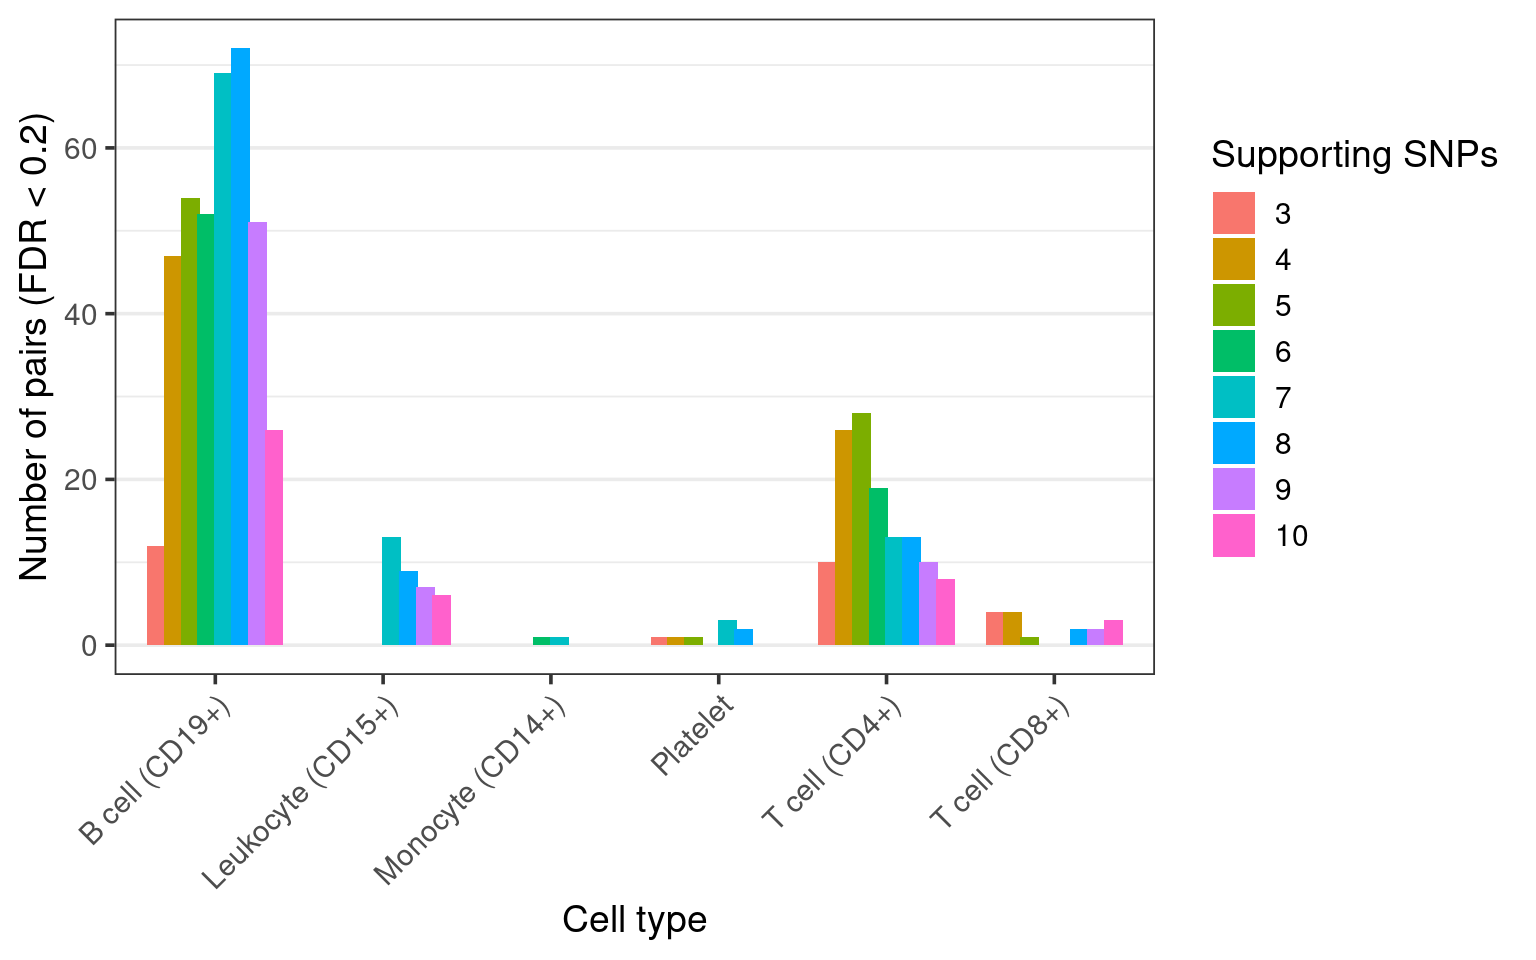 Number of pairs (FDR < 0.2)
60
40
20
0
B cell (CD19+)
Leukocyte (CD15+)
Monocyte (CD14+)
Platelet
T cell (CD4+)
T cell (CD8+)
Cell type
Supporting SNPs
3
4
5
6
7
8
9
10